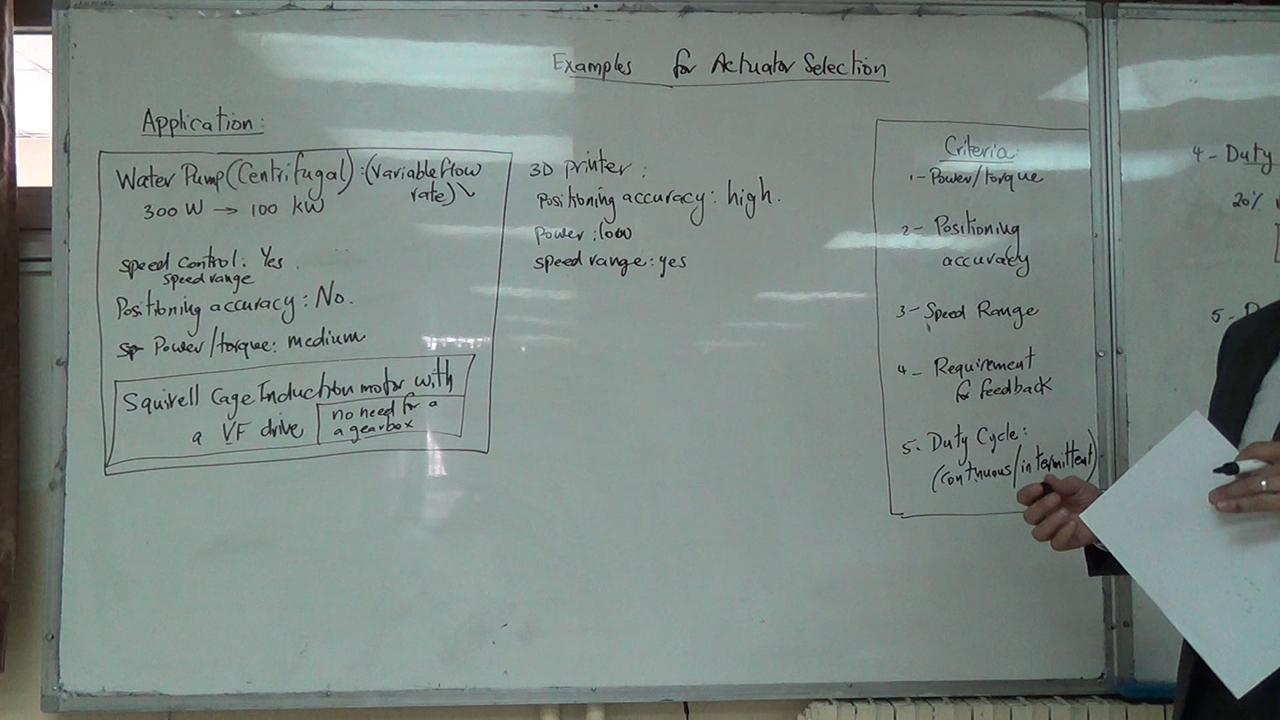 Examples for Actuator Selection
Application:
Water Pump (Centrifugal): (Variable flow
rate)
300 W → 100 kW
speed control: Yes.
speed range
Positioning accuracy: No.
Power/torque: medium
Squirell Cage Induction motor with
a VF drive
no need for a
a gearbox
3D printer:
Positioning accuracy: high.
Power: low
speed range: yes
Criteria:
1- Power/torque
2- Positioning
accuracy
3- Speed Range
4- Requirement
for feedback
5. Duty Cycle:
(continuous/intermittent)
4- Duty
20%
5-